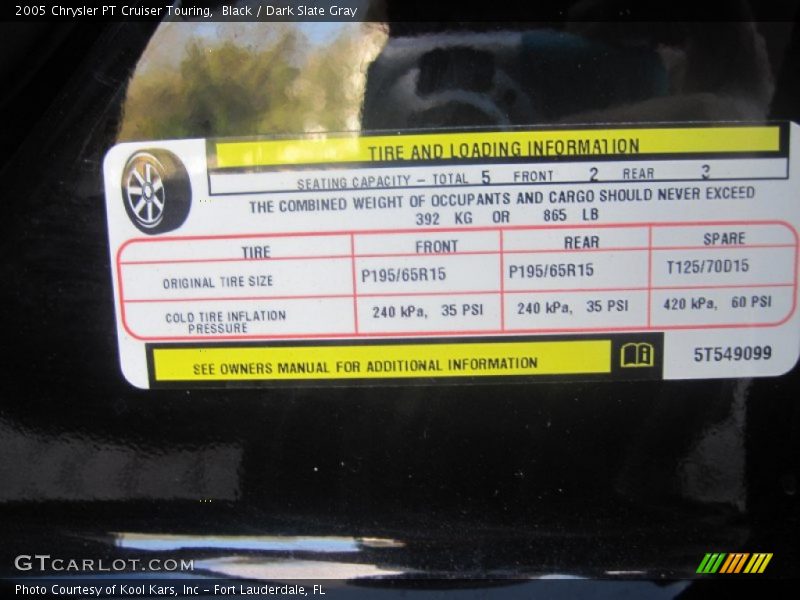 2005 Chrysler PT Cruiser Touring,  Black / Dark Slate Gray
TIRE AND LOADING INFORMATION
SEATING CAPACITY – TOTAL 5 FRONT 2 REAR 3
THE COMBINED WEIGHT OF OCCUPANTS AND CARGO SHOULD NEVER EXCEED
392 KG OR 865 LB
TIRE FRONT REAR SPARE
ORIGINAL TIRE SIZE P195/65R15 P195/65R15 T125/70D15
COLD TIRE INFLATION PRESSURE 240 kPa, 35 PSI 240 kPa, 35 PSI 420 kPa, 60 PSI
SEE OWNERS MANUAL FOR ADDITIONAL INFORMATION 5T549099
GTCARLOT.COM
Photo Courtesy of Kool Kars, Inc – Fort Lauderdale, FL